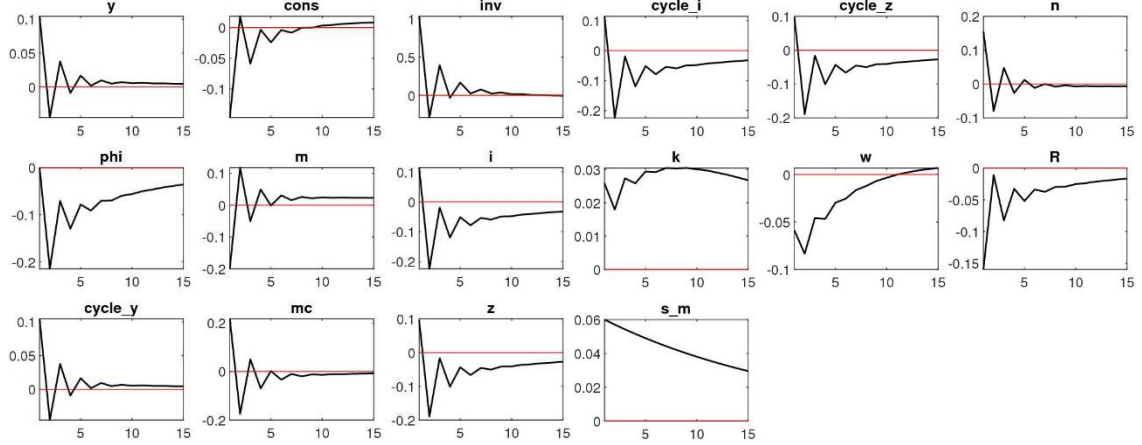 y cons inv cycle_i cycle_z n
0.1 0 1 0.1 0.1 0.2
0.05 -0.05 0.5 0 0 0.1
0 -0.1 0 -0.1 -0.1 0
-0.2 -0.2 -0.1
5 10 15 5 10 15 5 10 15 5 10 15 5 10 15 5 10 15
phi m i k w R
0 0.1 0.1 0.03 0 0
-0.1 0 0 0.02 -0.05 -0.05
-0.2 -0.1 -0.1 0.01 -0.1 -0.1
-0.2 -0.2 0 -0.15
5 10 15 5 10 15 5 10 15 5 10 15 5 10 15 5 10 15
cycle_y mc z s_m
0.1 0.2 0.1 0.06
0.05 0 0 0.04
0 -0.2 -0.1 0.02
-0.2 0
5 10 15 5 10 15 5 10 15 5 10 15